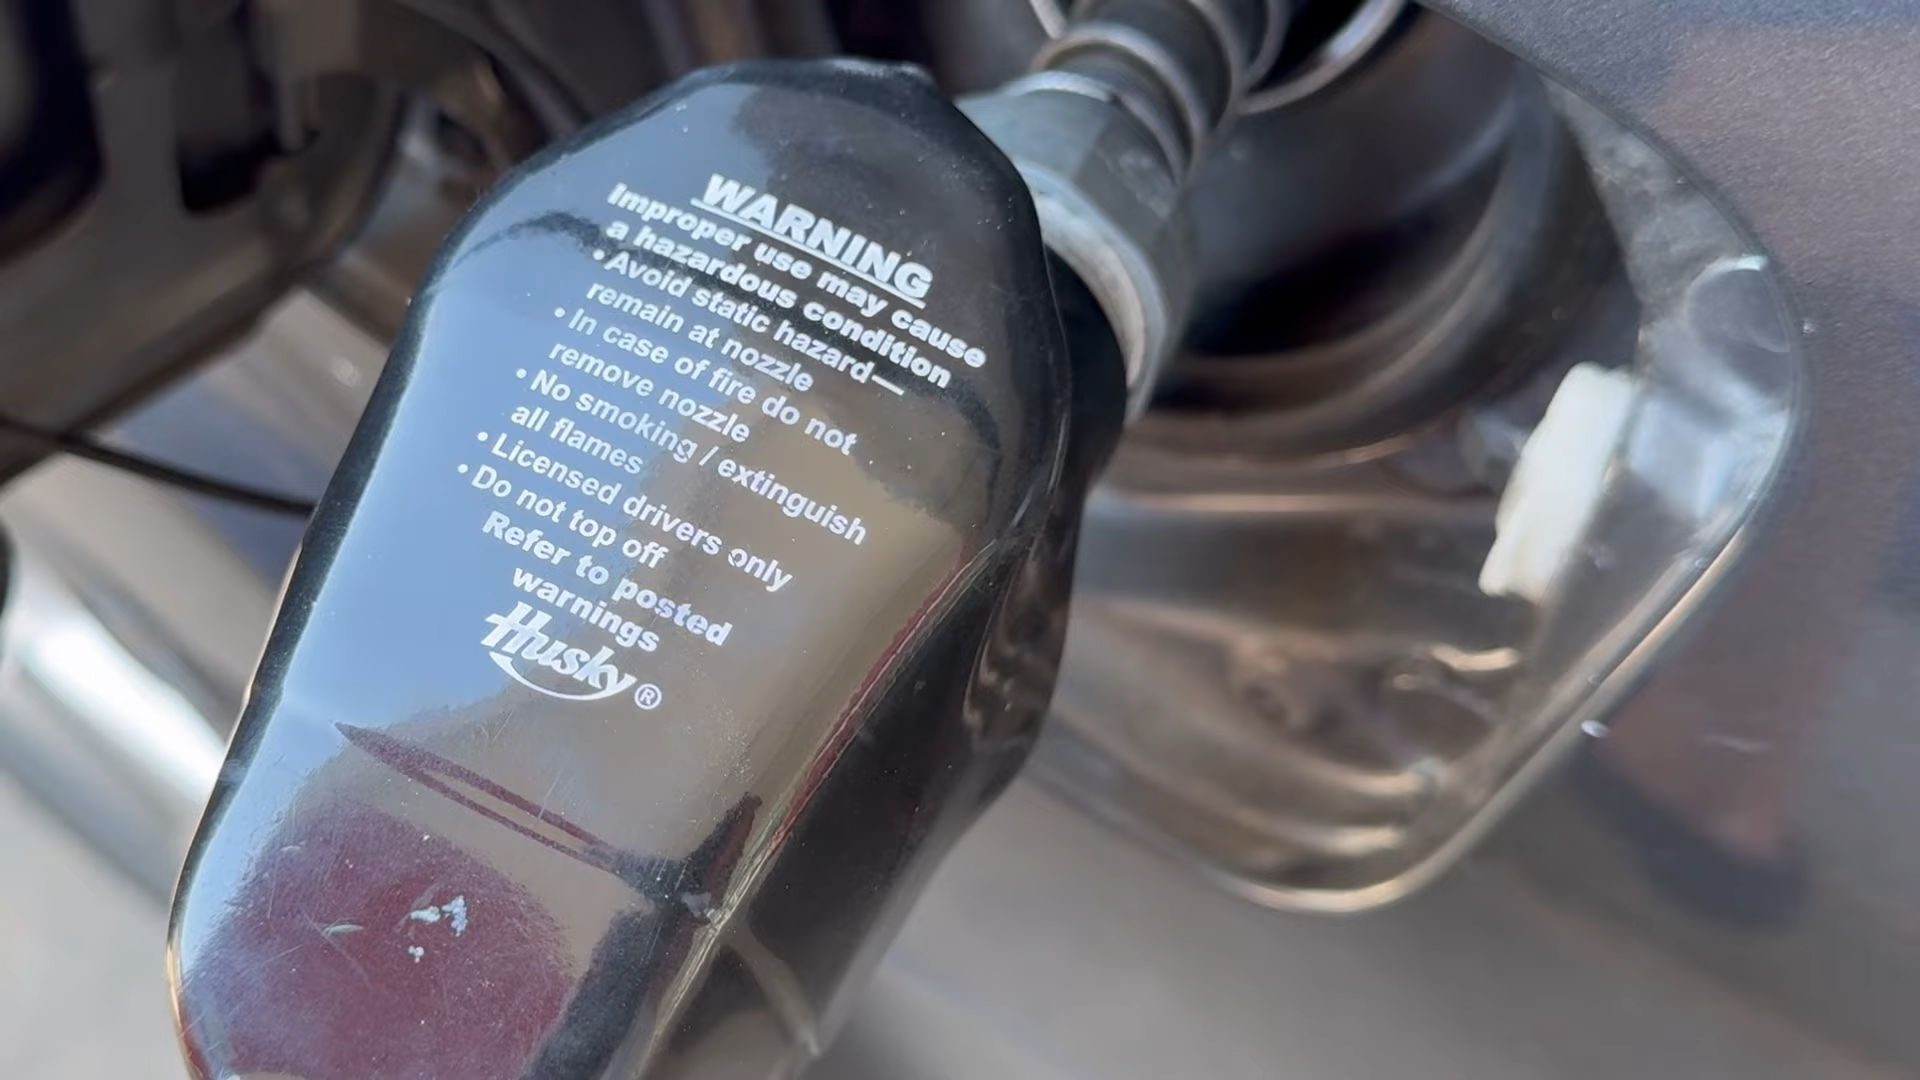 WARNING
Improper use may cause
a hazardous condition
• Avoid static hazard—
remain at nozzle
• In case of fire do not
remove nozzle
• No smoking / extinguish
all flames
• Licensed drivers only
• Do not top off
Refer to posted
warnings
Husky®